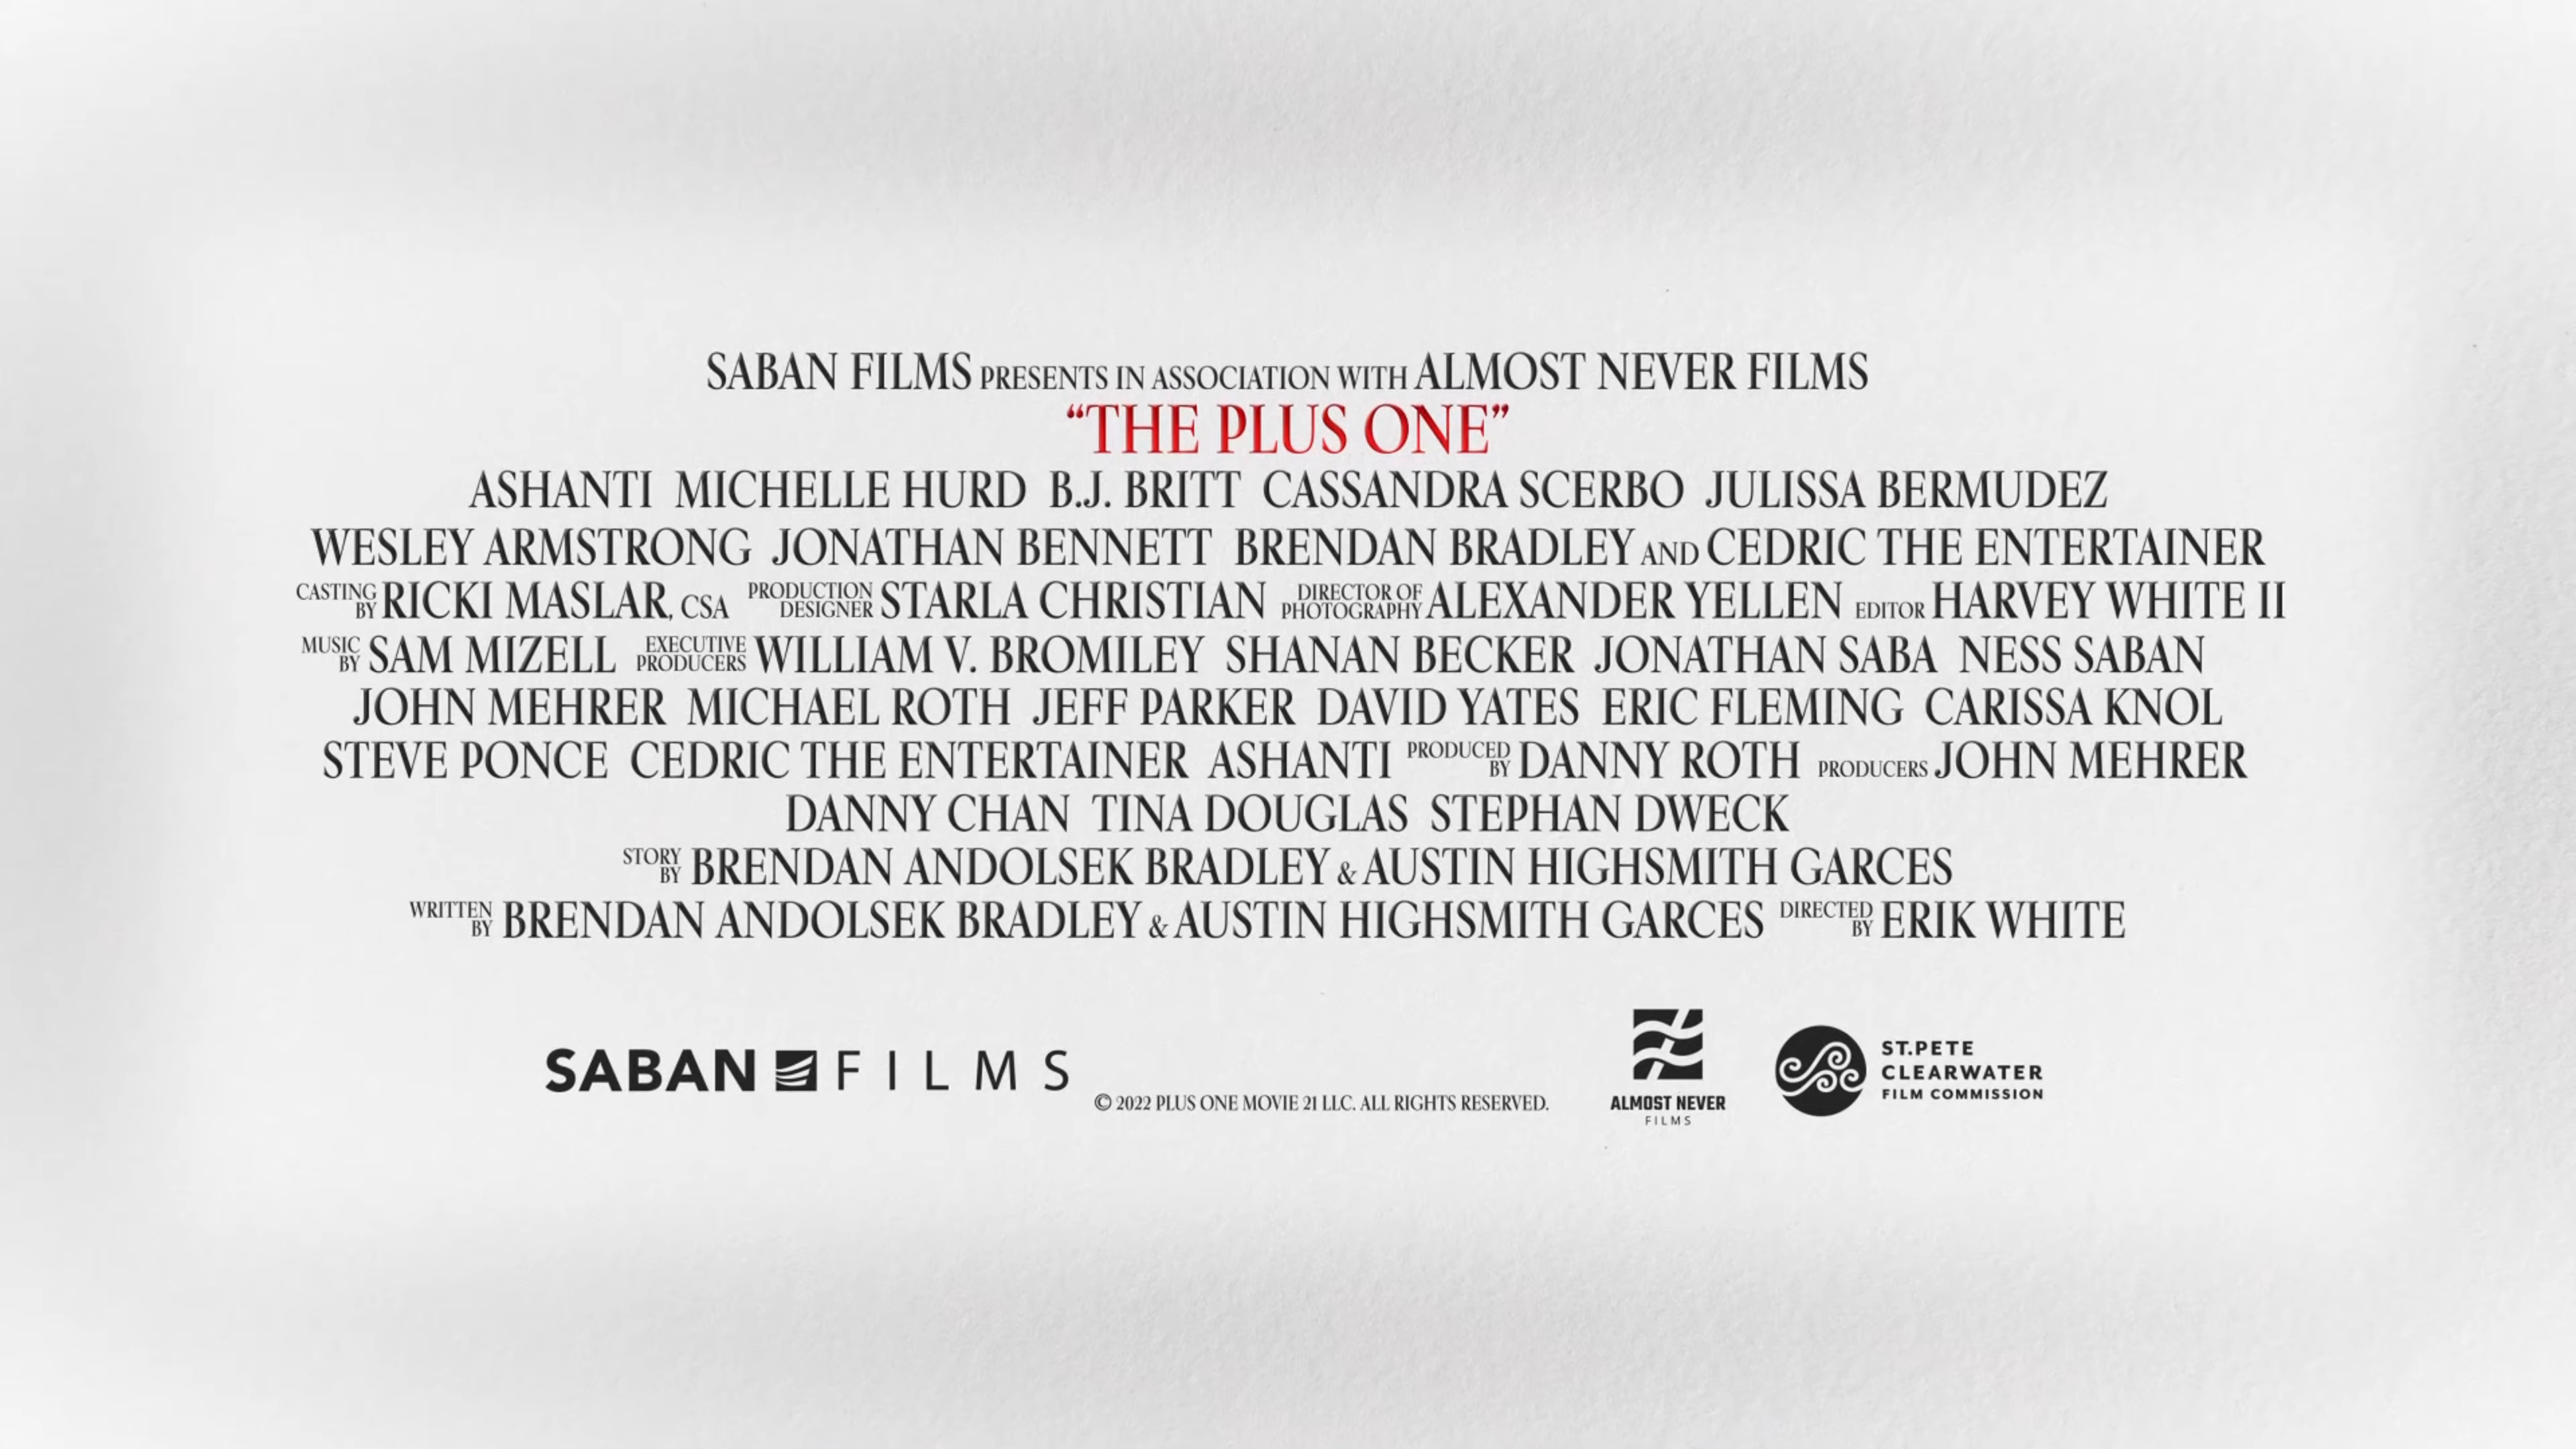 SABAN FILMS PRESENTS IN ASSOCIATION WITH ALMOST NEVER FILMS
“THE PLUS ONE”
ASHANTI MICHELLE HURD B.J. BRITT CASSANDRA SCERBO JULISSA BERMUDEZ
WESLEY ARMSTRONG JONATHAN BENNETT BRENDAN BRADLEY AND CEDRIC THE ENTERTAINER
CASTING BY RICKI MASLAR, CSA PRODUCTION DESIGNER STARLA CHRISTIAN DIRECTOR OF PHOTOGRAPHY ALEXANDER YELLEN EDITOR HARVEY WHITE II
MUSIC BY SAM MIZELL EXECUTIVE PRODUCERS WILLIAM V. BROMILEY SHANAN BECKER JONATHAN SABA NESS SABAN
JOHN MEHRER MICHAEL ROTH JEFF PARKER DAVID YATES ERIC FLEMING CARISSA KNOL
STEVE PONCE CEDRIC THE ENTERTAINER ASHANTI PRODUCED BY DANNY ROTH PRODUCERS JOHN MEHRER
DANNY CHAN TINA DOUGLAS STEPHAN DWECK
STORY BY BRENDAN ANDOLSEK BRADLEY & AUSTIN HIGHSMITH GARCES
WRITTEN BY BRENDAN ANDOLSEK BRADLEY & AUSTIN HIGHSMITH GARCES DIRECTED BY ERIK WHITE
SABAN FILMS
© 2022 PLUS ONE MOVIE 21 LLC. ALL RIGHTS RESERVED.
ALMOST NEVER
FILMS
ST.PETE
CLEARWATER
FILM COMMISSION